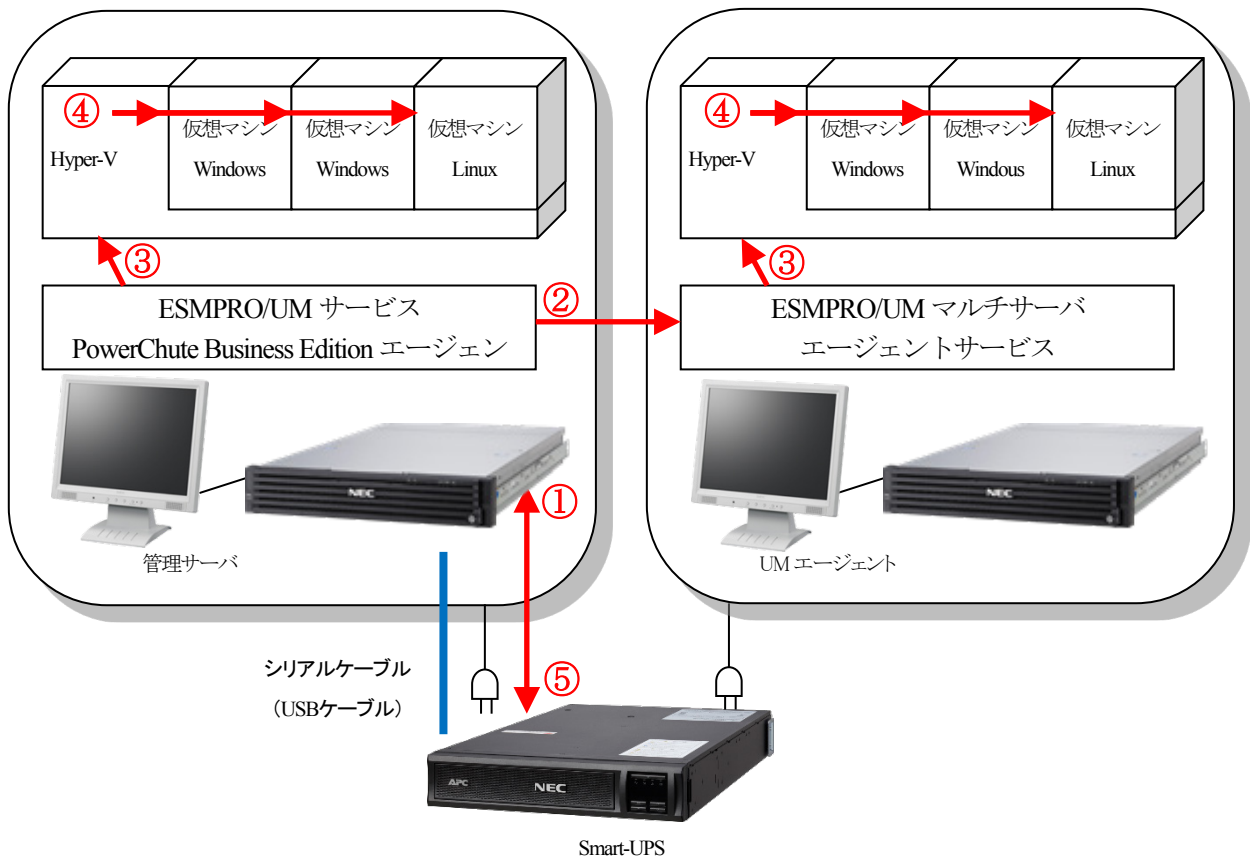 ④
Hyper-V
仮想マシン
Windows
仮想マシン
Windows
仮想マシン
Linux
③
ESMPRO/UM サービス
PowerChute Business Edition エージェン
②
④
Hyper-V
仮想マシン
Windows
仮想マシン
Windous
仮想マシン
Linux
③
ESMPRO/UM マルチサーバ
エージェントサービス
NEC
①
管理サーバ
NEC
UM エージェント
シリアルケーブル
（USBケーブル）
⑤
APC
NEC
Smart-UPS